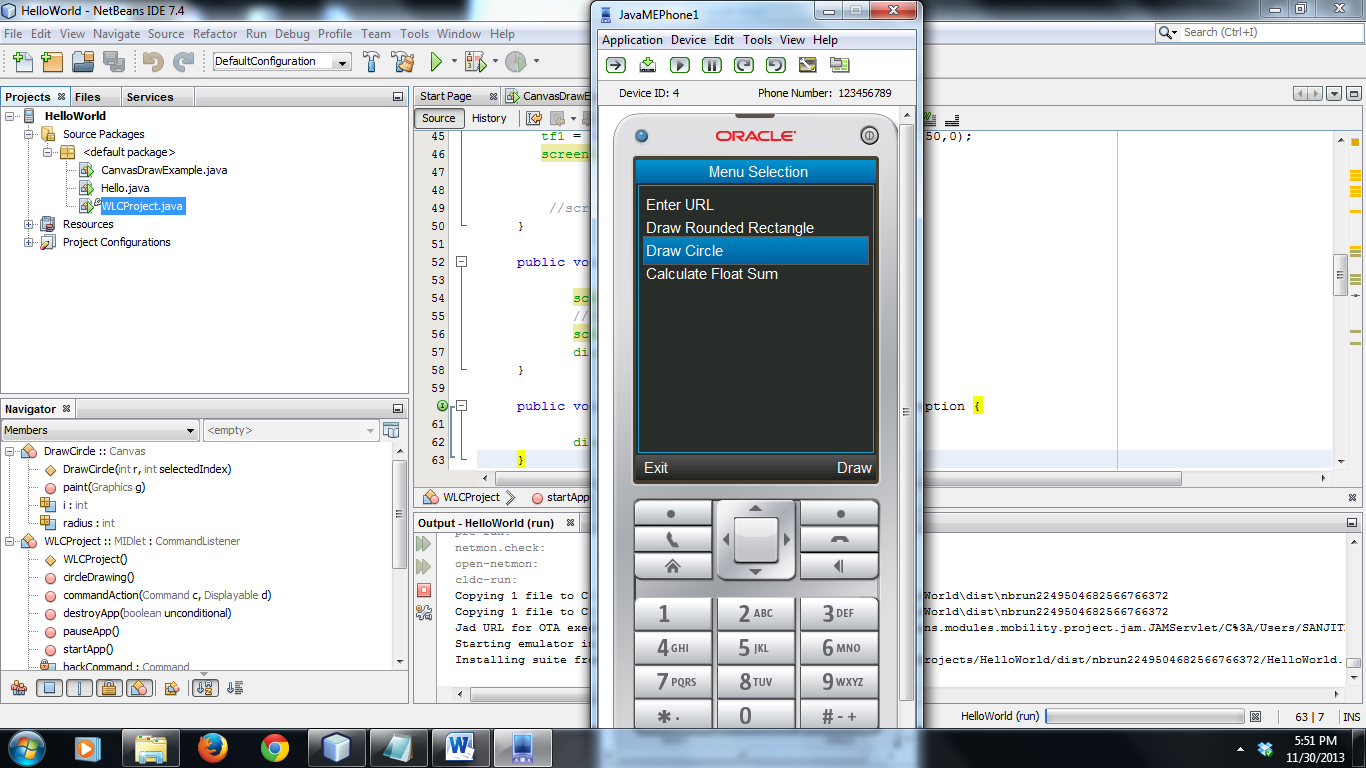 HelloWorld - NetBeans IDE 7.4
File Edit View Navigate Source Refactor Run Debug Profile Team Tools Window Help
Search (Ctrl+I)
DefaultConfiguration
Projects Files Services
HelloWorld
Source Packages
<default package>
CanvasDrawExample.java
Hello.java
WLCProject.java
Resources
Project Configurations
Navigator
Members
<empty>
DrawCircle :: Canvas
DrawCircle(int r, int selectedIndex)
paint(Graphics g)
i : int
radius : int
WLCProject : MIDlet : CommandListener
WLCProject()
circleDrawing()
commandAction(Command c, Displayable d)
destroyApp(boolean unconditional)
pauseApp()
startApp()
backCommand : Command
Start Page
CanvasDrawE
Source History
45 tf1 = 50,0);
46 screen
47
48
49 //scr
50 }
51
52 public vo
53
54 sc
55 //
56 sc
57 di
58 }
59
public vo ption {
61
62 di
63 }
WLCProject startApp
Output - HelloWorld (run)
pre-run:
netmon.check:
open-netmon:
cldc-run:
Copying 1 file to C World\dist\nbrun2249504682566766372
Copying 1 file to C World\dist\nbrun2249504682566766372
Jad URL for OTA exe ns.modules.mobility.project.jam.JAMServlet/C%3A/Users/SANJIT
Starting emulator in
Installing suite fro rojects/HelloWorld/dist/nbrun2249504682566766372/HelloWorld.
HelloWorld (run)
63 | 7 INS
JavaMEPhone1
Application Device Edit Tools View Help
Device ID: 4 Phone Number: 123456789
ORACLE
Menu Selection
Enter URL
Draw Rounded Rectangle
Draw Circle
Calculate Float Sum
Exit Draw
1 2 ABC 3 DEF
4 GHI 5 JKL 6 MNO
7 PQRS 8 TUV 9 WXYZ
* . 0 # - +
5:51 PM
11/30/2013